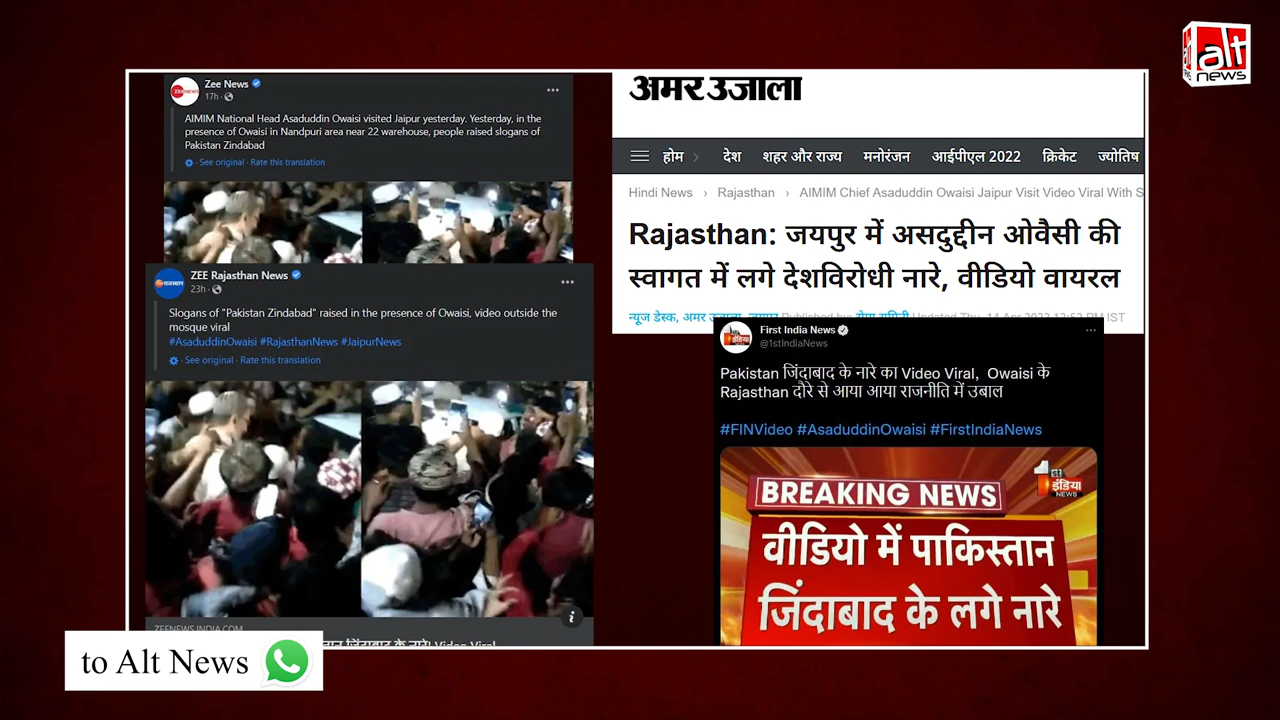 alt
news
Zee News
17h
AIMIM National Head Asaduddin Owaisi visited Jaipur yesterday. Yesterday, in the
presence of Owaisi in Nandpuri area near 22 warehouse, people raised slogans of
Pakistan Zindabad
See original · Rate this translation
ZEE Rajasthan News
23h
Slogans of "Pakistan Zindabad" raised in the presence of Owaisi, video outside the
mosque viral
#AsaduddinOwaisi #RajasthanNews #JaipurNews
See original · Rate this translation
ZEENEWS.INDIA.COM
जिंदाबाद के नारे! Video Viral
अमर उजाला
होम देश शहर और राज्य मनोरंजन आईपीएल 2022 क्रिकेट ज्योतिष
Hindi News › Rajasthan › AIMIM Chief Asaduddin Owaisi Jaipur Visit Video Viral With S
Rajasthan: जयपुर में असदुद्दीन ओवैसी की
स्वागत में लगे देशविरोधी नारे, वीडियो वायरल
न्यूज डेस्क, अमर
First India News
@1stIndiaNews
Pakistan जिंदाबाद के नारे का Video Viral, Owaisi के
Rajasthan दौरे से आया आया राजनीति में उबाल
#FINVideo #AsaduddinOwaisi #FirstIndiaNews
1st
इंडिया
NEWS
BREAKING NEWS
वीडियो में पाकिस्तान
जिंदाबाद के लगे नारे
to Alt News